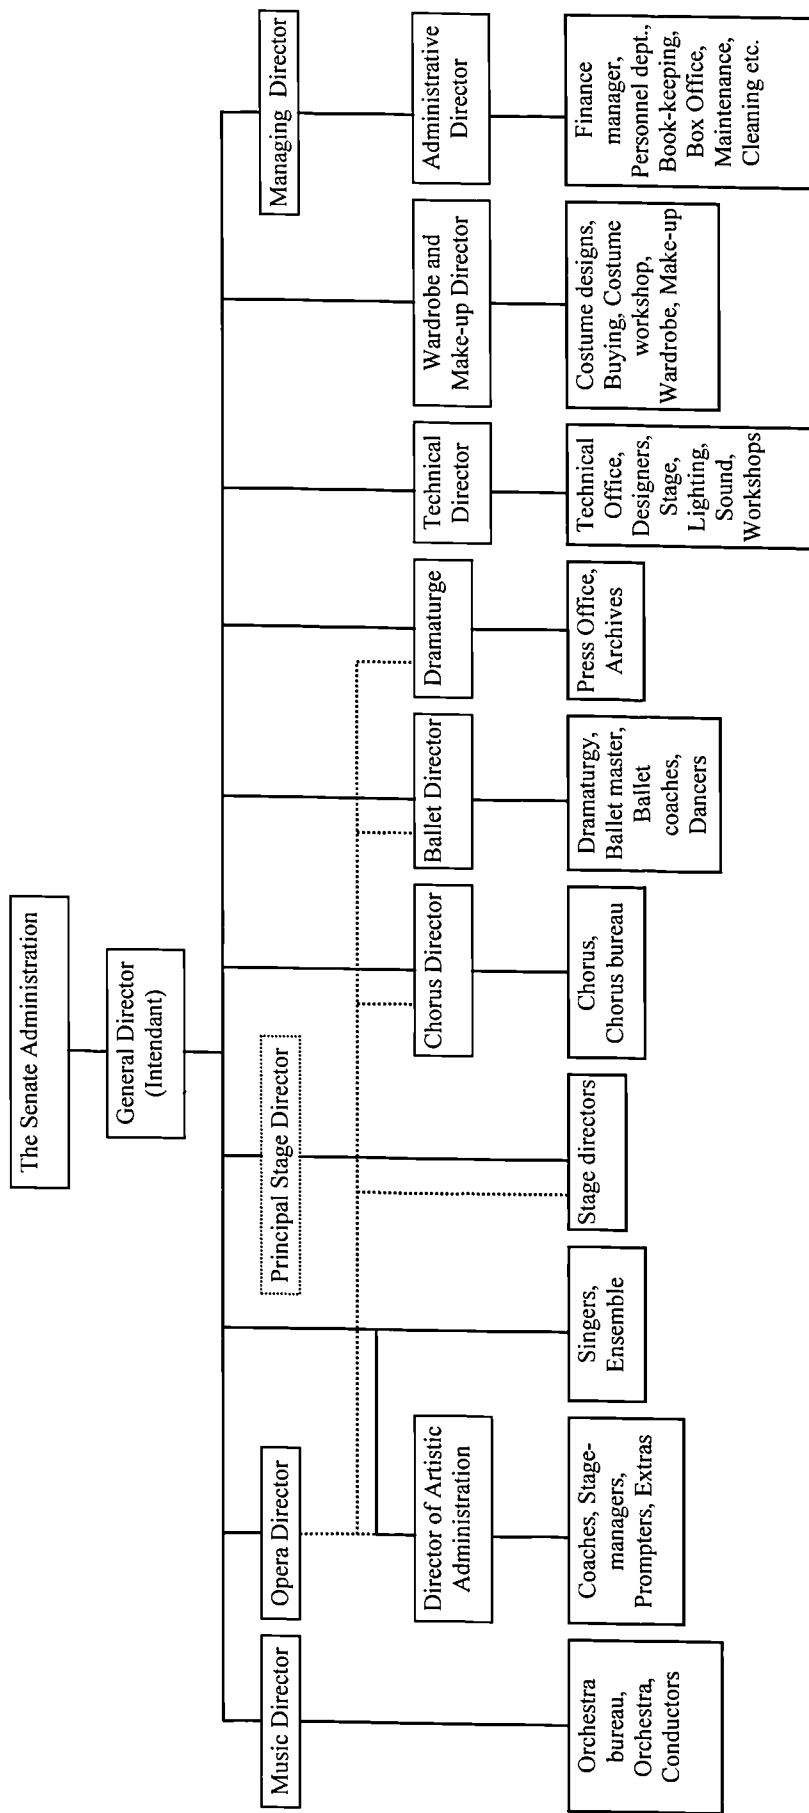 The Senate Administration
General Director
(Intendant)
Music Director
Opera Director
Principal Stage Director
Managing Director
Director of Artistic
Administration
Chorus Director
Ballet Director
Dramaturge
Technical
Director
Wardrobe and
Make-up Director
Administrative
Director
Orchestra
bureau,
Orchestra,
Conductors
Coaches, Stage-
managers,
Prompters, Extras
Singers,
Ensemble
Stage directors
Chorus,
Chorus bureau
Dramaturgy,
Ballet master,
Ballet
coaches,
Dancers
Press Office,
Archives
Technical
Office,
Designers,
Stage,
Lighting,
Sound,
Workshops
Costume designs,
Buying, Costume
workshop,
Wardrobe, Make-up
Finance
manager,
Personnel dept.,
Book-keeping,
Box Office,
Maintenance,
Cleaning etc.